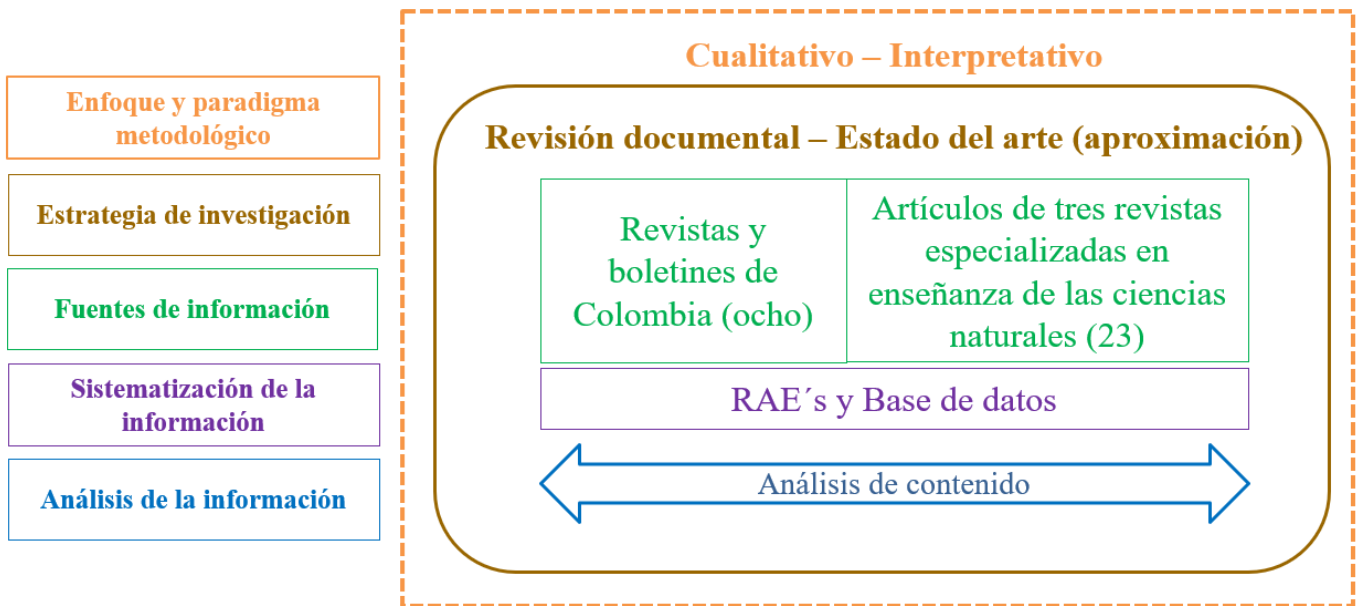 Enfoque y paradigma
metodológico
Estrategia de investigación
Fuentes de información
Sistematización de la
información
Análisis de la información
Cualitativo – Interpretativo
Revisión documental – Estado del arte (aproximación)
Revistas y
boletines de
Colombia (ocho)
Artículos de tres revistas
especializadas en
enseñanza de las ciencias
naturales (23)
RAE´s y Base de datos
Análisis de contenido